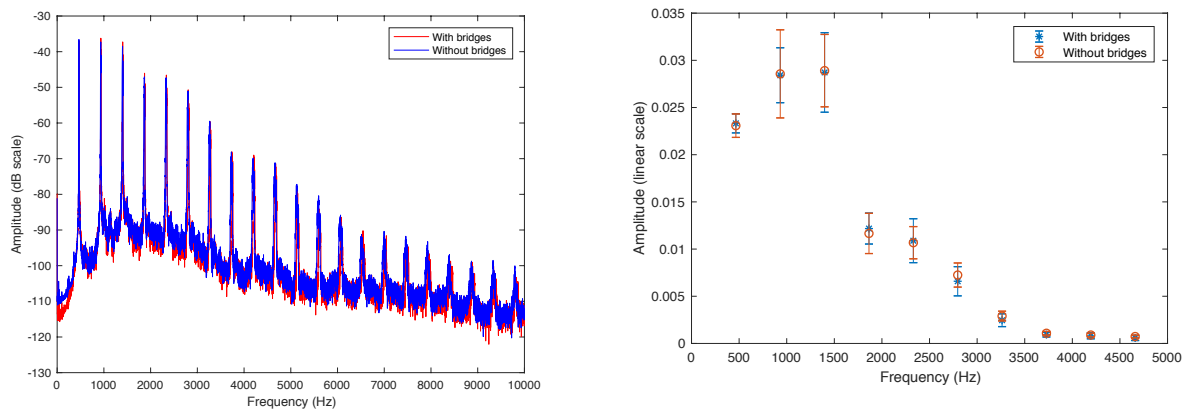 -30
-40
-50
-60
-70
-80
-90
-100
-110
-120
-130
Amplitude (dB scale)
With bridges
Without bridges
0 1000 2000 3000 4000 5000 6000 7000 8000 9000 10000
Frequency (Hz)
0.035
0.03
0.025
0.02
0.015
0.01
0.005
0
Amplitude (linear scale)
With bridges
Without bridges
0 500 1000 1500 2000 2500 3000 3500 4000 4500 5000
Frequency (Hz)